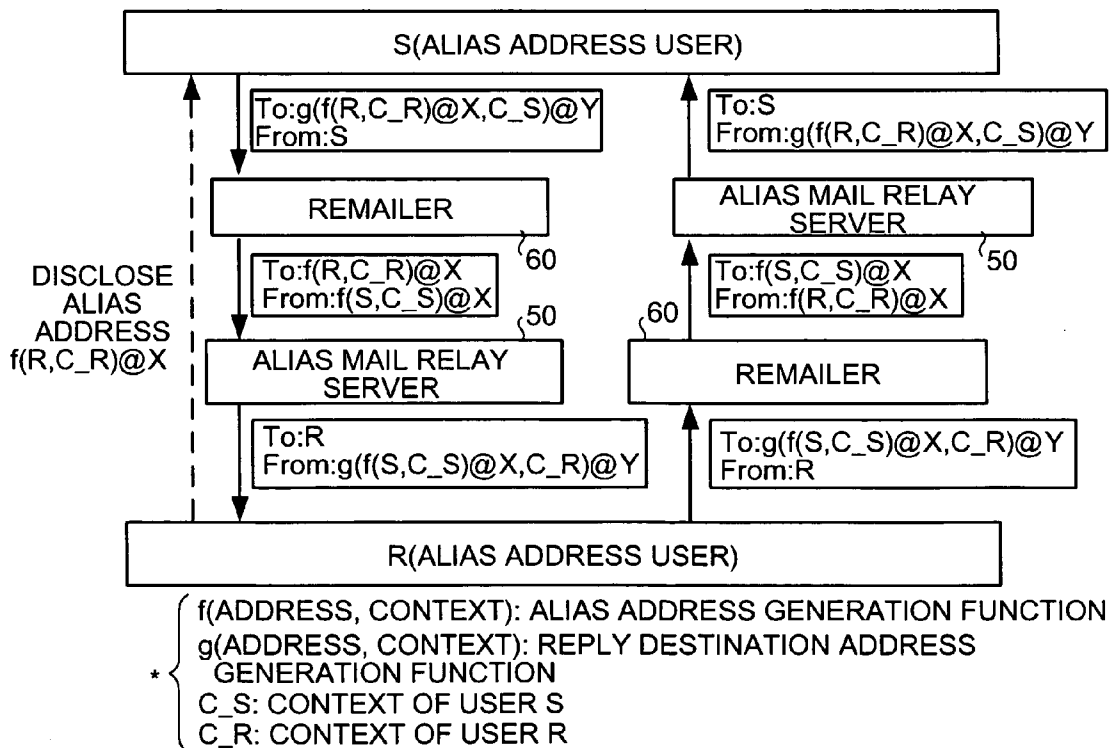 S(ALIAS ADDRESS USER)
To:g(f(R,C_R)@X,C_S)@Y
From:S
To:S
From:g(f(R,C_R)@X,C_S)@Y
REMAILER
60
ALIAS MAIL RELAY
SERVER
50
DISCLOSE
ALIAS
ADDRESS
f(R,C_R)@X
To:f(R,C_R)@X
From:f(S,C_S)@X
50
To:f(S,C_S)@X
From:f(R,C_R)@X
60
ALIAS MAIL RELAY
SERVER
REMAILER
To:R
From:g(f(S,C_S)@X,C_R)@Y
To:g(f(S,C_S)@X,C_R)@Y
From:R
R(ALIAS ADDRESS USER)
* f(ADDRESS, CONTEXT): ALIAS ADDRESS GENERATION FUNCTION
g(ADDRESS, CONTEXT): REPLY DESTINATION ADDRESS
GENERATION FUNCTION
C_S: CONTEXT OF USER S
C_R: CONTEXT OF USER R